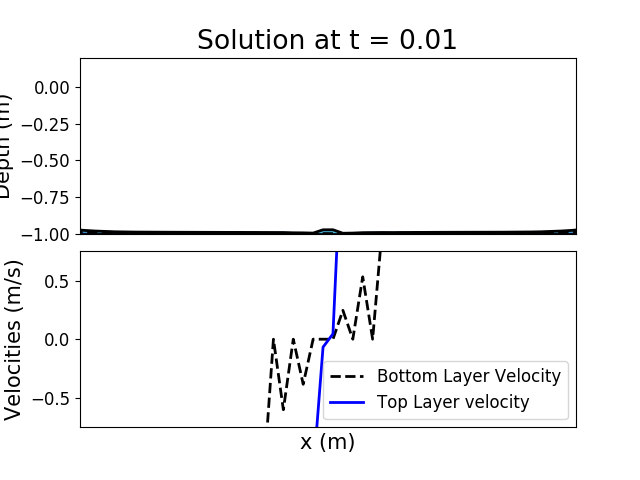 Solution at t = 0.01
Depth (m)
0.00
−0.25
−0.50
−0.75
−1.00
Velocities (m/s)
0.5
0.0
−0.5
Bottom Layer Velocity
Top Layer velocity
x (m)